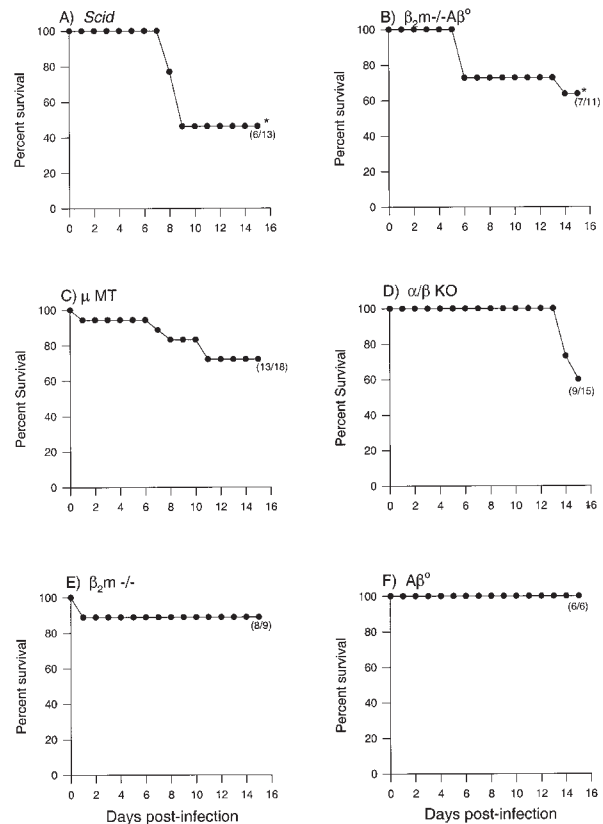 A) Scid
100
80
60
40
20
0
Percent survival
*
(6/13)
0 2 4 6 8 10 12 14 16
B) β₂m-/-Aβ°
100
80
60
40
20
0
Percent survival
*
(7/11)
0 2 4 6 8 10 12 14 16
C) μ MT
100
80
60
40
20
0
Percent Survival
(13/18)
0 2 4 6 8 10 12 14 16
D) α/β KO
100
80
60
40
20
0
Percent Survival
(9/15)
0 2 4 6 8 10 12 14 16
E) β₂m -/-
100
80
60
40
20
0
Percent survival
(8/9)
0 2 4 6 8 10 12 14 16
Days post-infection
F) Aβ°
100
80
60
40
20
0
Percent survival
(6/6)
0 2 4 6 8 10 12 14 16
Days post-infection